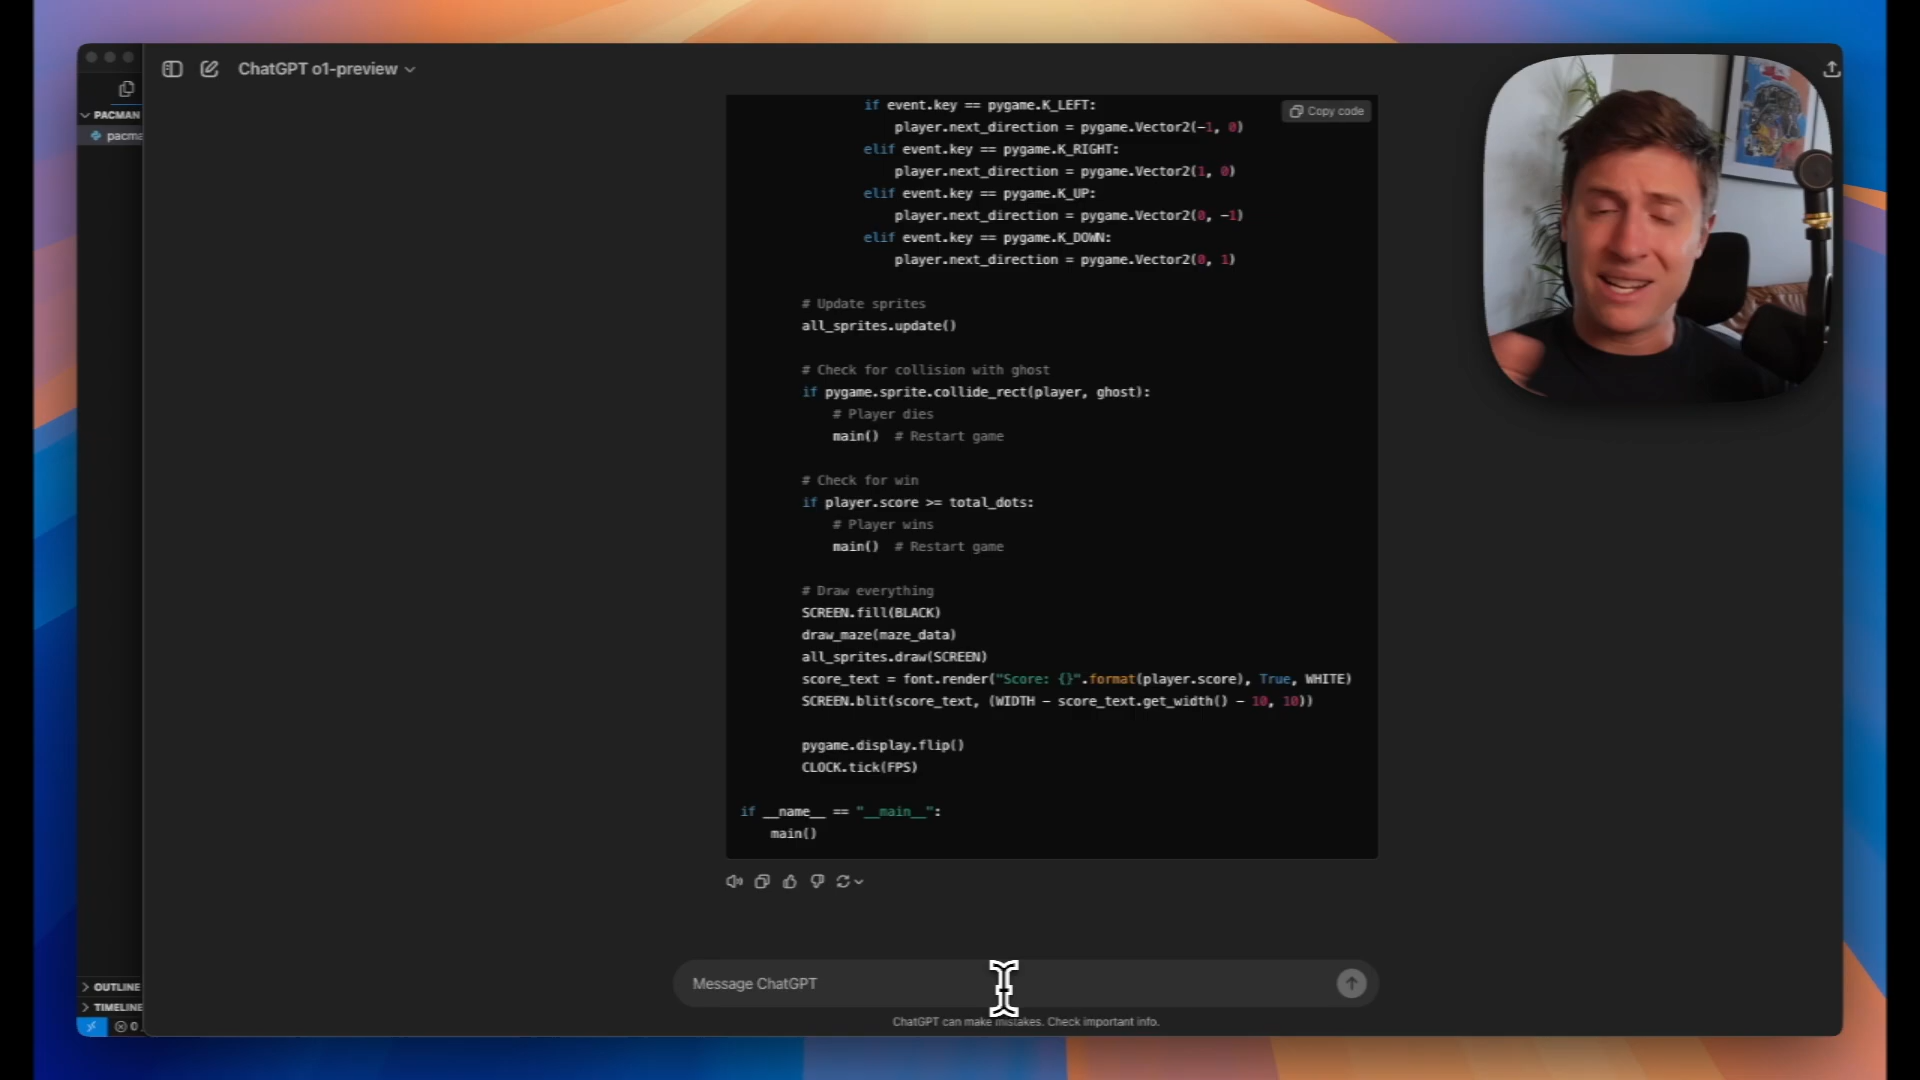 ChatGPT o1-preview
PACMAN
if event.key == pygame.K_LEFT:
Copy code
player.next_direction = pygame.Vector2(-1, 0)
elif event.key == pygame.K_RIGHT:
player.next_direction = pygame.Vector2(1, 0)
elif event.key == pygame.K_UP:
player.next_direction = pygame.Vector2(0, -1)
elif event.key == pygame.K_DOWN:
player.next_direction = pygame.Vector2(0, 1)
# Update sprites
all_sprites.update()
# Check for collision with ghost
if pygame.sprite.collide_rect(player, ghost):
# Player dies
main()  # Restart game
# Check for win
if player.score >= total_dots:
# Player wins
main()  # Restart game
# Draw everything
SCREEN.fill(BLACK)
draw_maze(maze_data)
all_sprites.draw(SCREEN)
score_text = font.render("Score: {}".format(player.score), True, WHITE)
SCREEN.blit(score_text, (WIDTH - score_text.get_width() - 10, 10))
pygame.display.flip()
CLOCK.tick(FPS)
if __name__ == "__main__":
main()
Message ChatGPT
OUTLINE
TIMELINE
0
ChatGPT can make mistakes. Check important info.